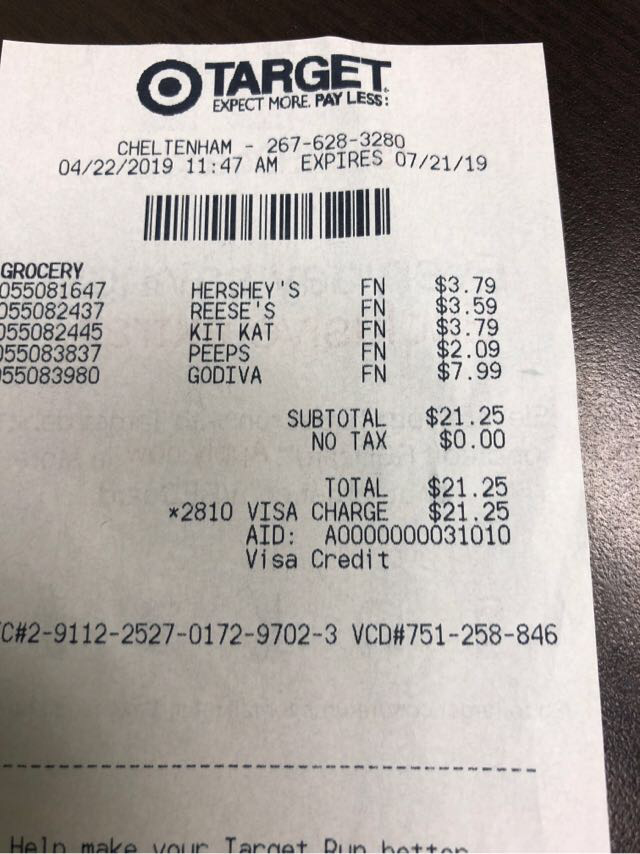 TARGET
EXPECT MORE. PAY LESS.
CHELTENHAM - 267-628-3280
04/22/2019 11:47 AM EXPIRES 07/21/19
GROCERY
055081647 HERSHEY'S FN $3.79
055082437 REESE'S FN $3.59
055082445 KIT KAT FN $3.79
055083837 PEEPS FN $2.09
055083980 GODIVA FN $7.99
SUBTOTAL $21.25
NO TAX $0.00
TOTAL $21.25
*2810 VISA CHARGE $21.25
AID: A0000000031010
Visa Credit
C#2-9112-2527-0172-9702-3 VCD#751-258-846
Help make your Target Run better